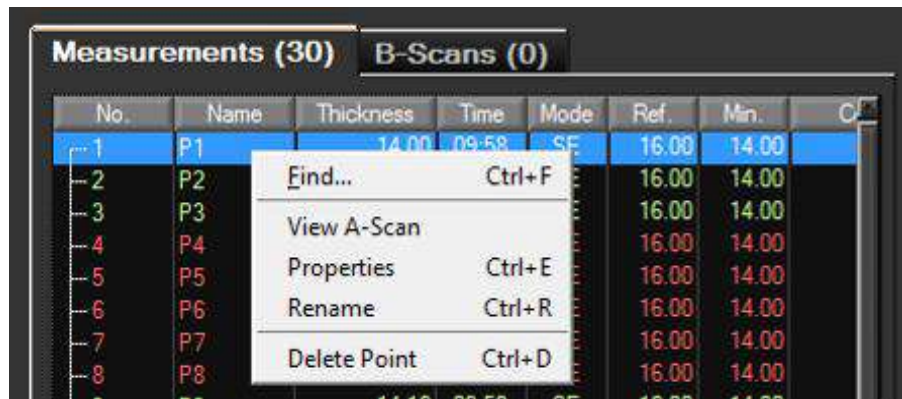 Measurements (30) B-Scans (0)
No. Name Thickness Time Mode Ref. Min.
1 P1 14.00 09:58 SE 16.00 14.00
Find... Ctrl+F
2 P2 16.00 14.00
3 P3 16.00 14.00
View A-Scan
4 P4 16.00 14.00
Properties Ctrl+E
5 P5 16.00 14.00
Rename Ctrl+R
6 P6 16.00 14.00
7 P7 16.00 14.00
Delete Point Ctrl+D
8 P8 16.00 14.00